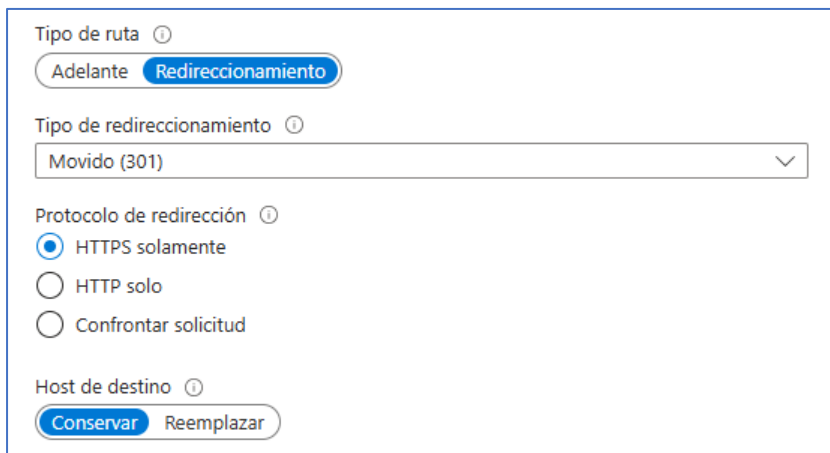 Tipo de ruta
Adelante Redireccionamiento
Tipo de redireccionamiento
Movido (301)
Protocolo de redirección
HTTPS solamente
HTTP solo
Confrontar solicitud
Host de destino
Conservar Reemplazar